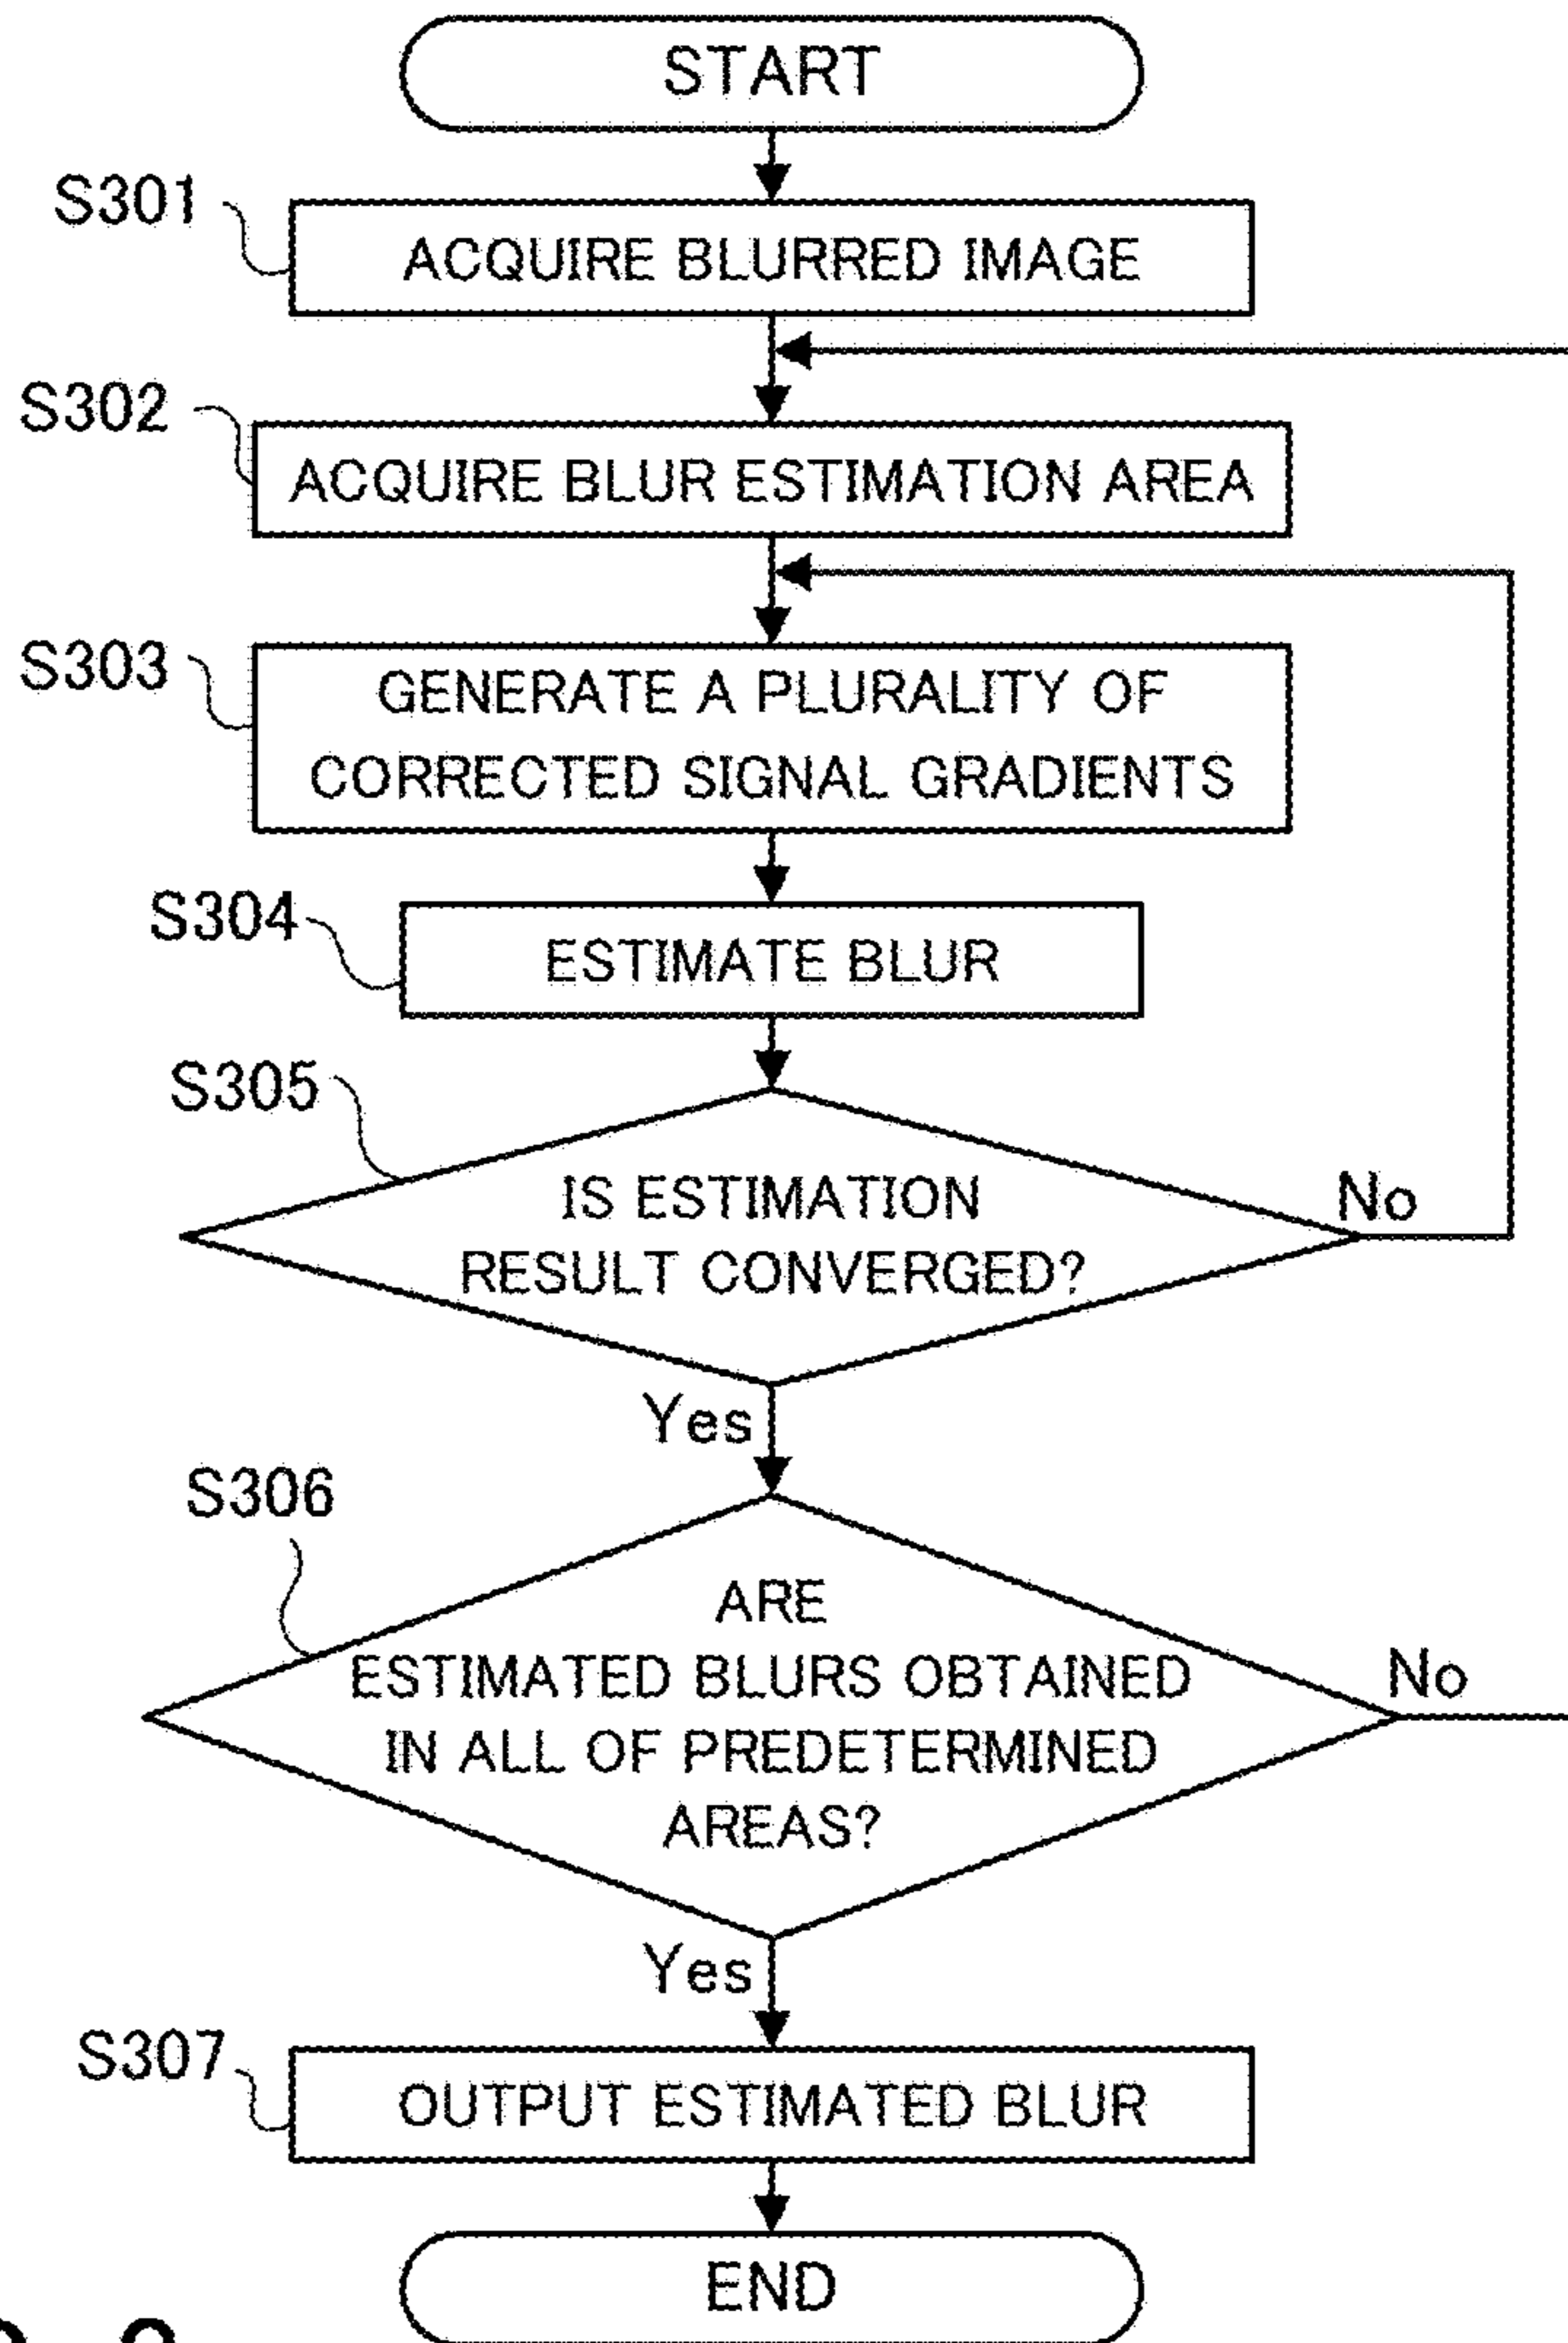 START
S301
ACQUIRE BLURRED IMAGE
S302
ACQUIRE BLUR ESTIMATION AREA
S303
GENERATE A PLURALITY OF
CORRECTED SIGNAL GRADIENTS
S304
ESTIMATE BLUR
S305
IS ESTIMATION
RESULT CONVERGED?
No
Yes
S306
ARE
ESTIMATED BLURS OBTAINED
IN ALL OF PREDETERMINED
AREAS?
No
Yes
S307
OUTPUT ESTIMATED BLUR
END